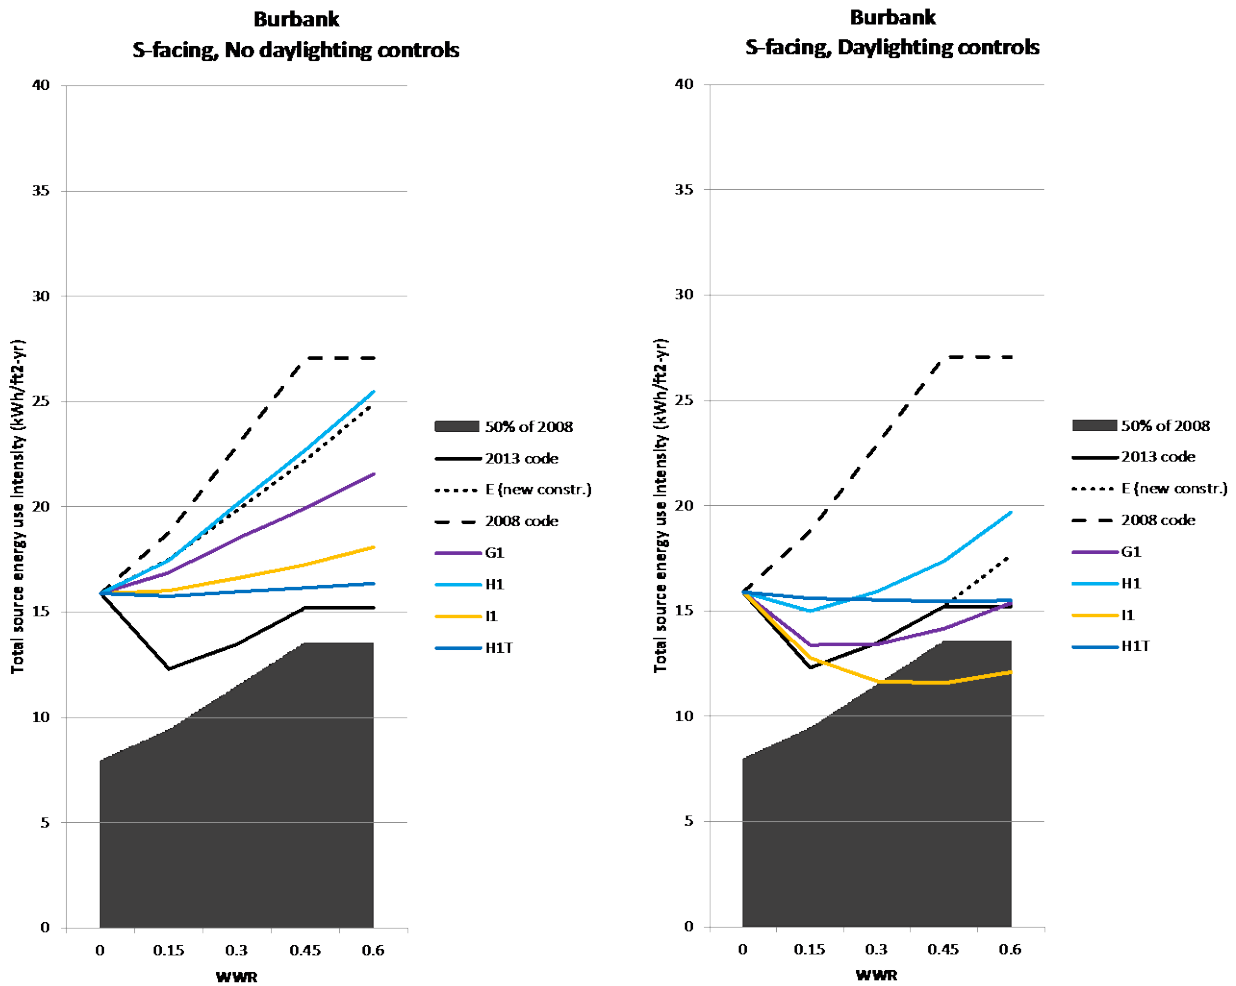 Burbank
S-facing, No daylighting controls
Total source energy use intensity (kWh/ft2-yr)
40
35
30
25
20
15
10
5
0
0 0.15 0.3 0.45 0.6
WWR
50% of 2008
2013 code
E (new constr.)
2008 code
G1
H1
I1
H1T
Burbank
S-facing, Daylighting controls
Total source energy use intensity (kWh/ft2-yr)
40
35
30
25
20
15
10
5
0
0 0.15 0.3 0.45 0.6
WWR
50% of 2008
2013 code
E (new constr.)
2008 code
G1
H1
I1
H1T